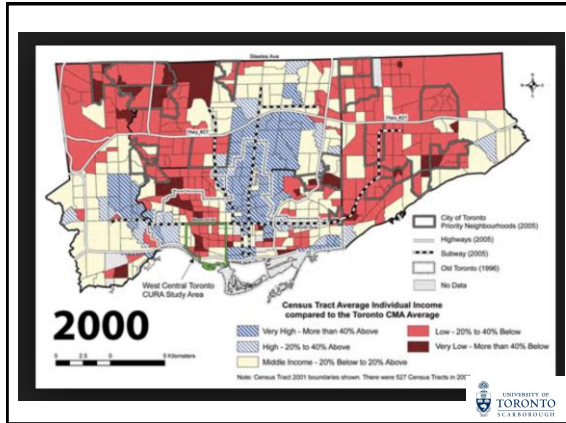 Steeles Ave
Hwy_401
Hwy_401
West Central Toronto
CURA Study Area
City of Toronto
Priority Neighbourhoods (2005)
Highways (2005)
Subway (2005)
Old Toronto (1996)
No Data
2000
5 2.5 0 5 Kilometers
Census Tract Average Individual Income
compared to the Toronto CMA Average
Very High - More than 40% Above
High - 20% to 40% Above
Middle Income - 20% Below to 20% Above
Low - 20% to 40% Below
Very Low - More than 40% Below
Note: Census Tract 2001 boundaries shown. There were 527 Census Tracts in
UNIVERSITY OF
TORONTO
SCARBOROUGH